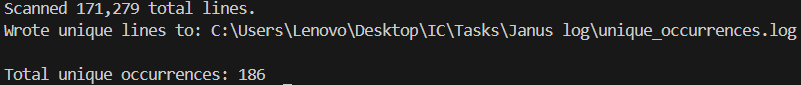 Scanned 171,279 total lines.
Wrote unique lines to: C:\Users\Lenovo\Desktop\IC\Tasks\Janus log\unique_occurrences.log
Total unique occurrences: 186